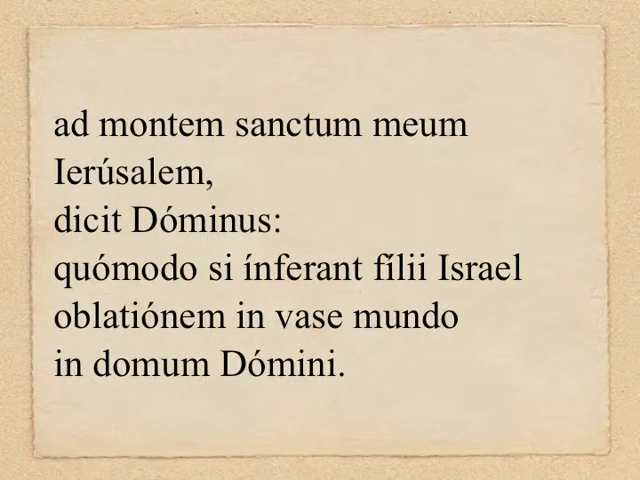 ad montem sanctum meum
Ierúsalem,
dicit Dóminus:
quómodo si ínferant fílii Israel
oblatiónem in vase mundo
in domum Dómini.